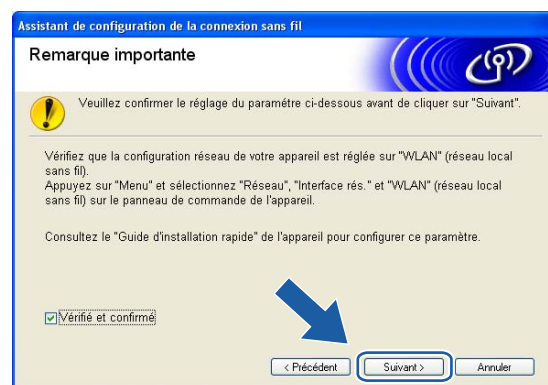 Assistant de configuration de la connexion sans fil
Remarque importante
Veuillez confirmer le réglage du paramétre ci-dessous avant de cliquer sur "Suivant".
Vérifiez que la configuration réseau de votre appareil est réglée sur "WLAN" (réseau local
sans fil).
Appuyez sur "Menu" et sélectionnez "Réseau", "Interface rés." et "WLAN" (réseau local
sans fil) sur le panneau de commande de l'appareil.
Consultez le "Guide d'installation rapide" de l'appareil pour configurer ce paramètre.
Vérifié et confirmé
< Précédent Suivant > Annuler